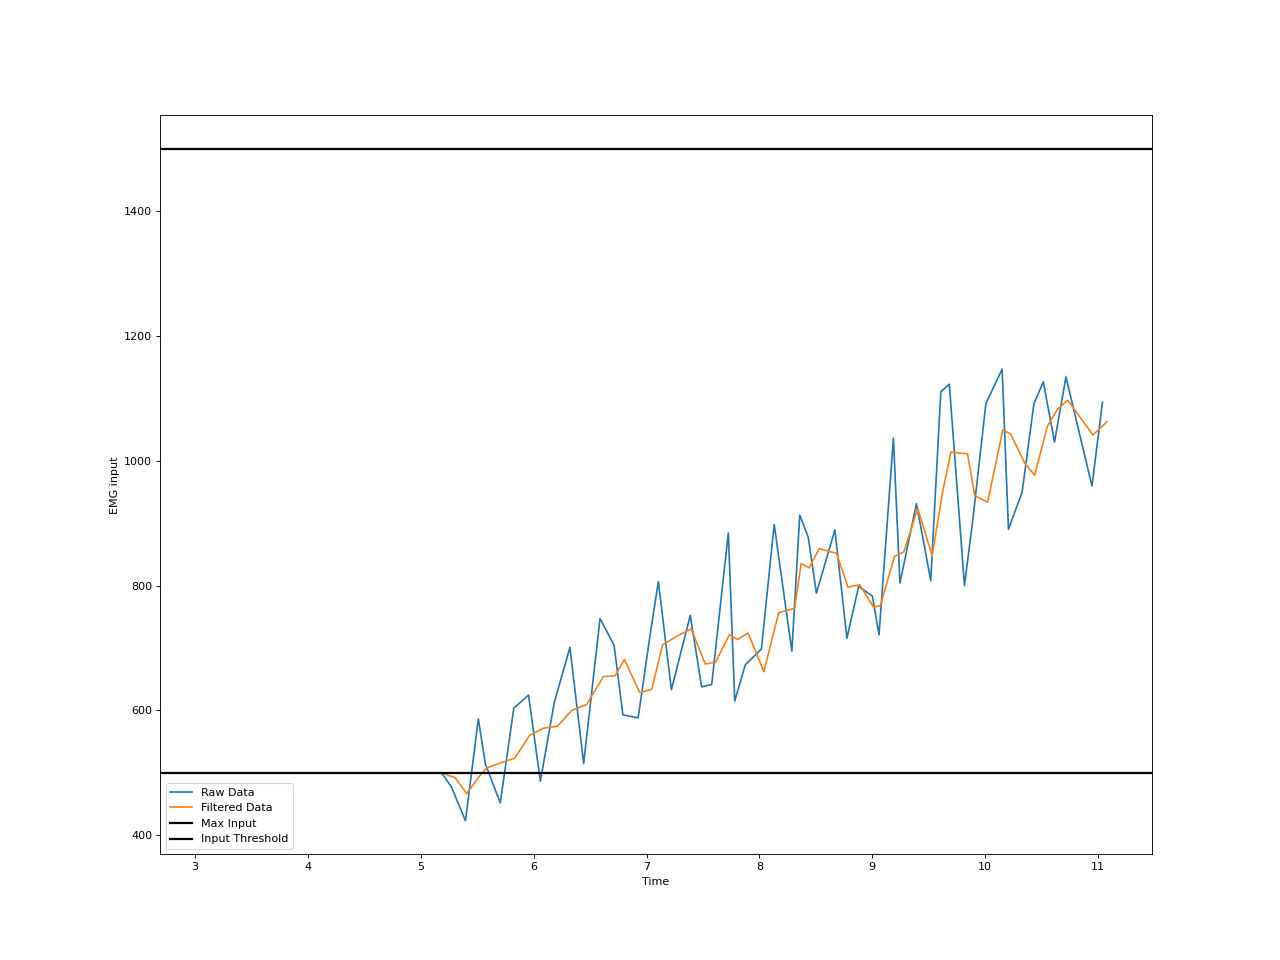 1400
1200
1000
800
600
400
EMG input
Raw Data
Filtered Data
Max Input
Input Threshold
3 4 5 6 7 8 9 10 11
Time